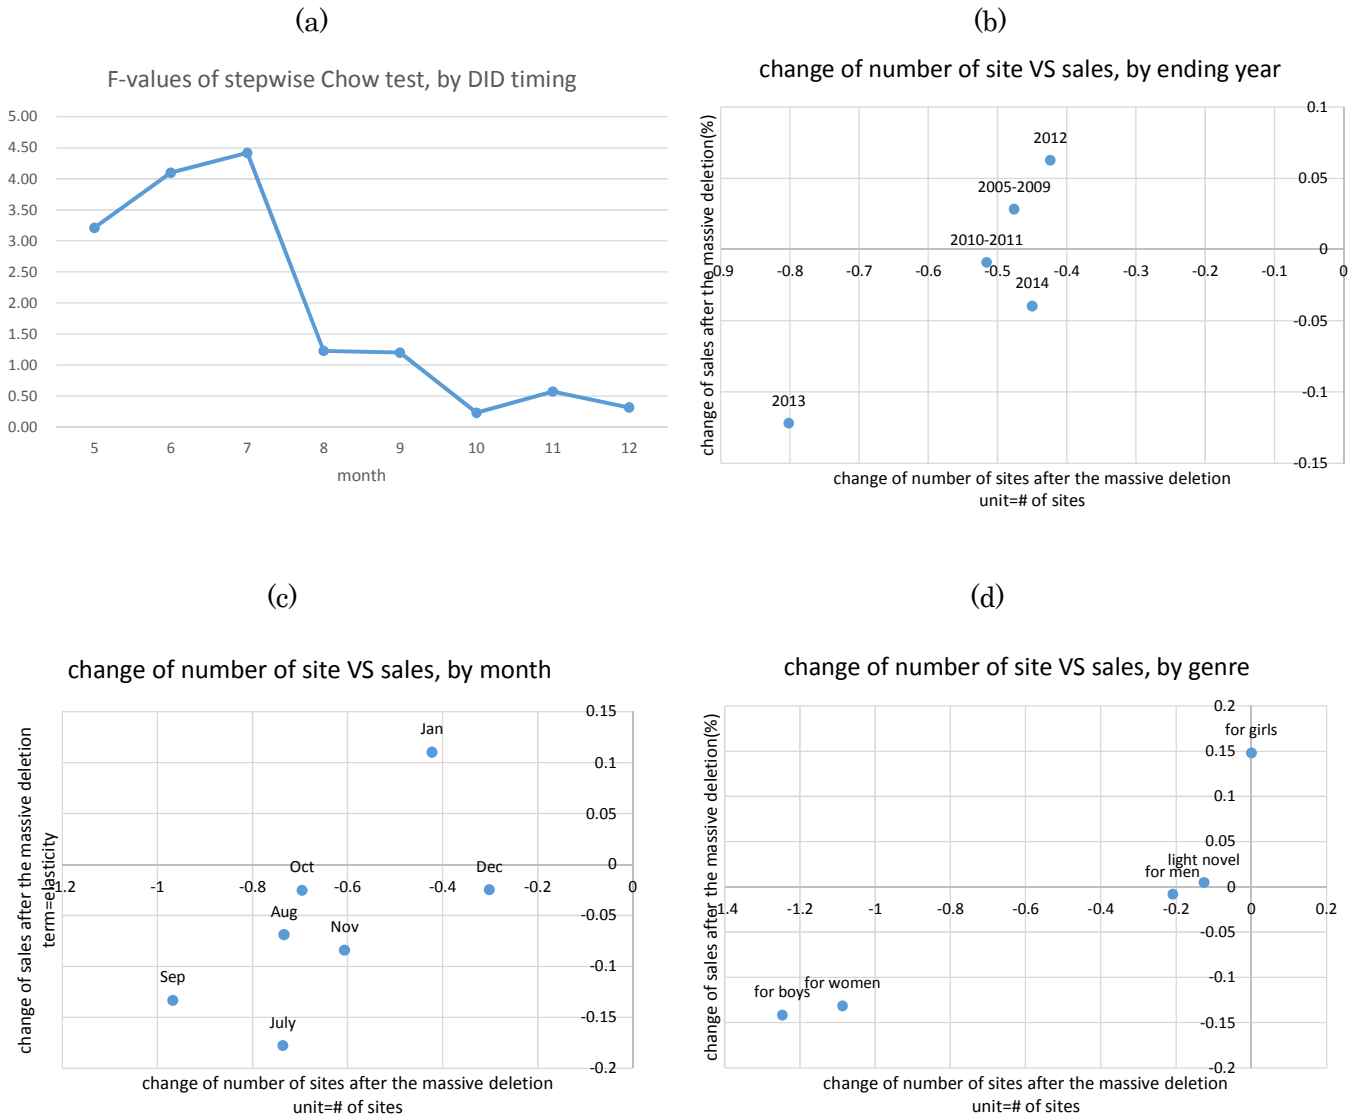 (a)
F-values of stepwise Chow test, by DID timing
5.00
4.50
4.00
3.50
3.00
2.50
2.00
1.50
1.00
0.50
0.00
5 6 7 8 9 10 11 12
month
(b)
change of number of site VS sales, by ending year
change of sales after the massive deletion(%)
0.1
2012
0.05
2005-2009
2010-2011
0
0.9 -0.8 -0.7 -0.6 -0.5 -0.4 -0.3 -0.2 -0.1 0
2014
-0.05
-0.1
2013
-0.15
change of number of sites after the massive deletion
unit=# of sites
(c)
change of number of site VS sales, by month
change of sales after the massive deletion
term=elasticity
0.15
Jan
0.1
0.05
0
Oct
Dec
1.2 -1 -0.8 -0.6 -0.4 -0.2 0
Aug
-0.05
Nov
-0.1
Sep
-0.15
July
-0.2
change of number of sites after the massive deletion
unit=# of sites
(d)
change of number of site VS sales, by genre
change of sales after the massive deletion(%)
0.2
for girls
0.15
0.1
0.05
light novel
for men
0
1.4 -1.2 -1 -0.8 -0.6 -0.4 -0.2 0 0.2
-0.05
-0.1
for women
for boys
-0.15
-0.2
change of number of sites after the massive deletion
unit=# of sites